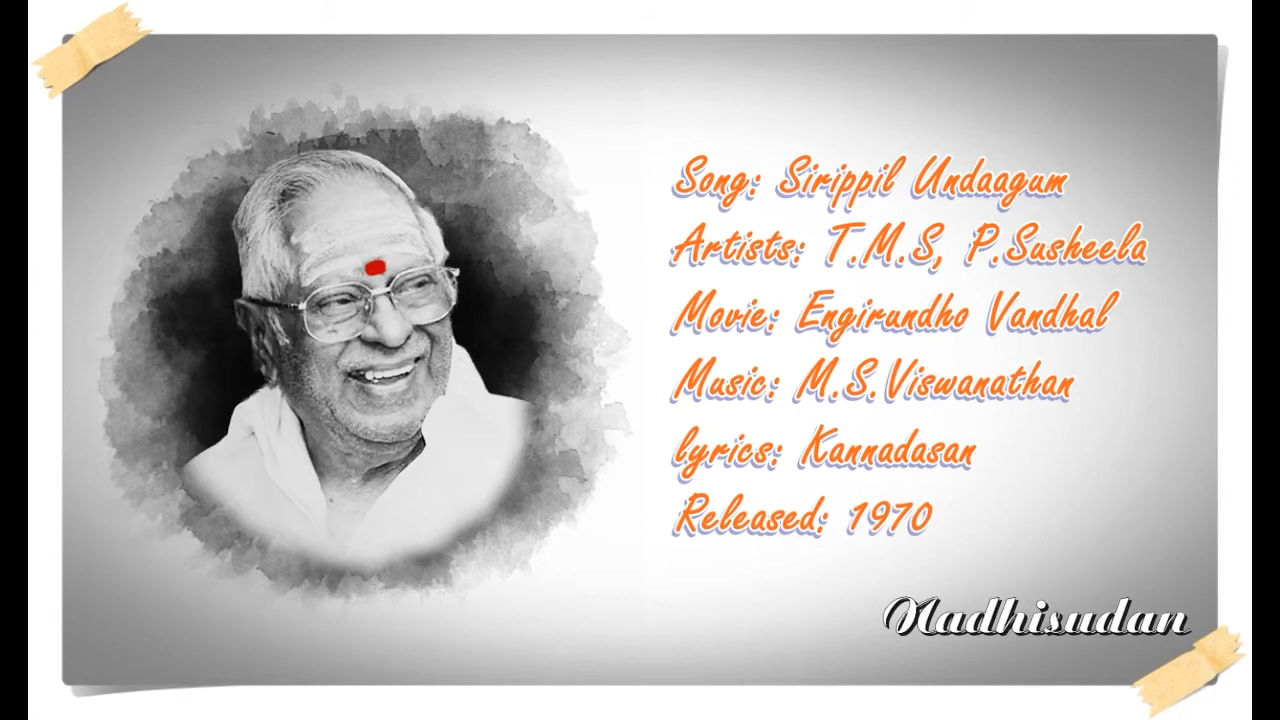 Song: Sirippil Undaagum
Artists: T.M.S, P.Susheela
Movie: Engirundho Vandhal
Music: M.S.Viswanathan
lyrics: Kannadasan
Released: 1970
Nadhisudan